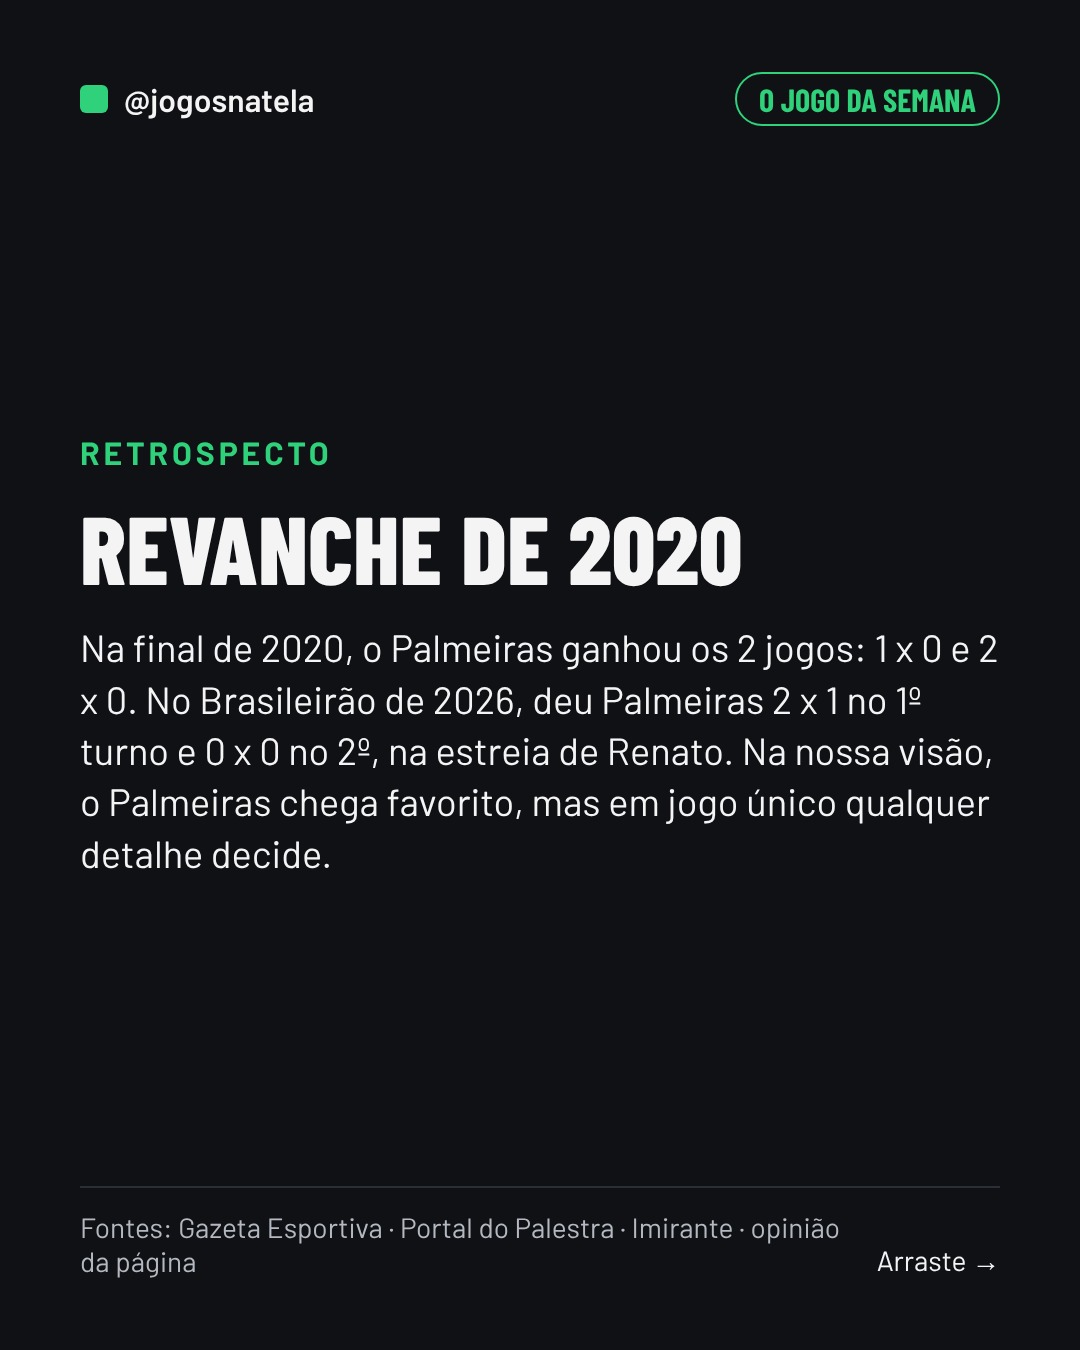 @jogosnatela
O JOGO DA SEMANA
RETROSPECTO
REVANCHE DE 2020
Na final de 2020, o Palmeiras ganhou os 2 jogos: 1 x 0 e 2
x 0. No Brasileirão de 2026, deu Palmeiras 2 x 1 no 1º
turno e 0 x 0 no 2º, na estreia de Renato. Na nossa visão,
o Palmeiras chega favorito, mas em jogo único qualquer
detalhe decide.
Fontes: Gazeta Esportiva · Portal do Palestra · Imirante · opinião
da página
Arraste →